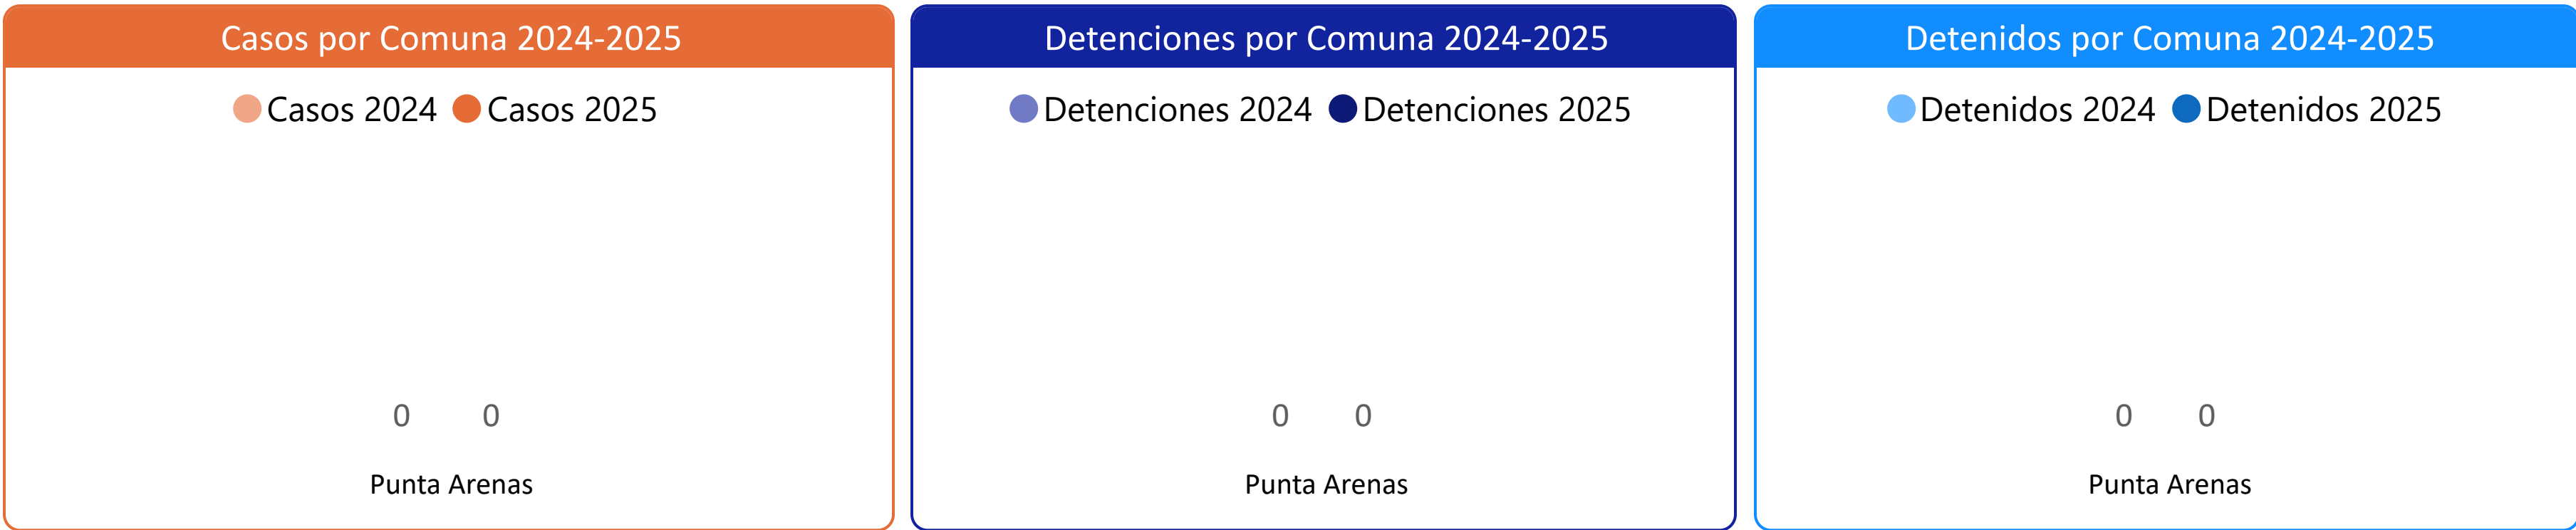 Casos por Comuna 2024-2025
Casos 2024 Casos 2025
0 0
Punta Arenas
Detenciones por Comuna 2024-2025
Detenciones 2024 Detenciones 2025
0 0
Punta Arenas
Detenidos por Comuna 2024-2025
Detenidos 2024 Detenidos 2025
0 0
Punta Arenas